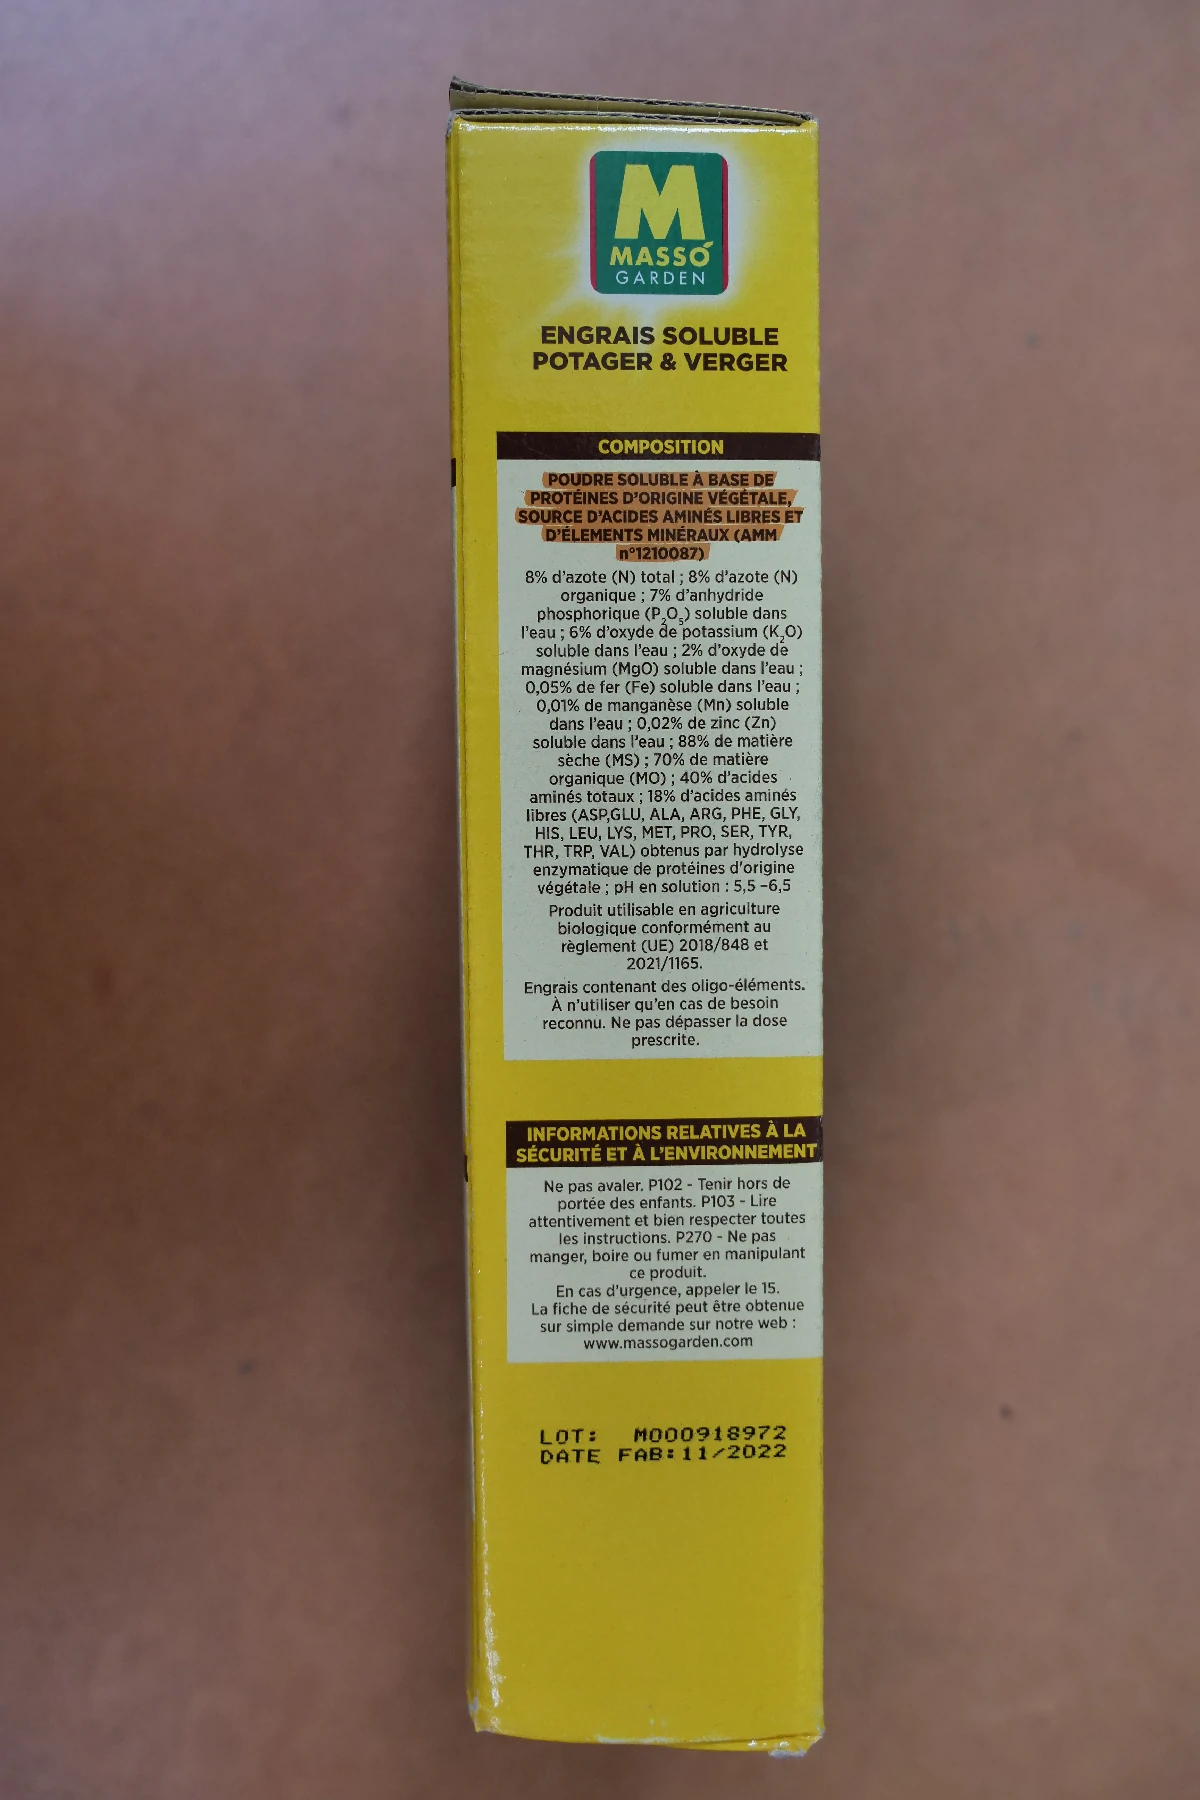 M
MASSÓ
GARDEN
ENGRAIS SOLUBLE
POTAGER & VERGER
COMPOSITION
POUDRE SOLUBLE À BASE DE
PROTÉINES D'ORIGINE VÉGÉTALE,
SOURCE D'ACIDES AMINÉS LIBRES ET
D'ÉLEMENTS MINÉRAUX (AMM
n°1210087)
8% d'azote (N) total ; 8% d'azote (N)
organique ; 7% d'anhydride
phosphorique (P₂O₅) soluble dans
l'eau ; 6% d'oxyde de potassium (K₂O)
soluble dans l'eau ; 2% d'oxyde de
magnésium (MgO) soluble dans l'eau ;
0,05% de fer (Fe) soluble dans l'eau ;
0,01% de manganèse (Mn) soluble
dans l'eau ; 0,02% de zinc (Zn)
soluble dans l'eau ; 88% de matière
sèche (MS) ; 70% de matière
organique (MO) ; 40% d'acides
aminés totaux ; 18% d'acides aminés
libres (ASP,GLU, ALA, ARG, PHE, GLY,
HIS, LEU, LYS, MET, PRO, SER, TYR,
THR, TRP, VAL) obtenus par hydrolyse
enzymatique de protéines d'origine
végétale ; pH en solution : 5,5 –6,5
Produit utilisable en agriculture
biologique conformément au
règlement (UE) 2018/848 et
2021/1165.
Engrais contenant des oligo-éléments.
À n'utiliser qu'en cas de besoin
reconnu. Ne pas dépasser la dose
prescrite.
INFORMATIONS RELATIVES À LA
SÉCURITÉ ET À L'ENVIRONNEMENT
Ne pas avaler. P102 - Tenir hors de
portée des enfants. P103 - Lire
attentivement et bien respecter toutes
les instructions. P270 - Ne pas
manger, boire ou fumer en manipulant
ce produit.
En cas d'urgence, appeler le 15.
La fiche de sécurité peut être obtenue
sur simple demande sur notre web :
www.massogarden.com
LOT: M000918972
DATE FAB:11/2022